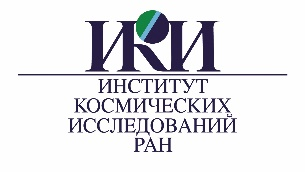 ИКИ
ИНСТИТУТ
КОСМИЧЕСКИХ
ИССЛЕДОВАНИЙ
РАН